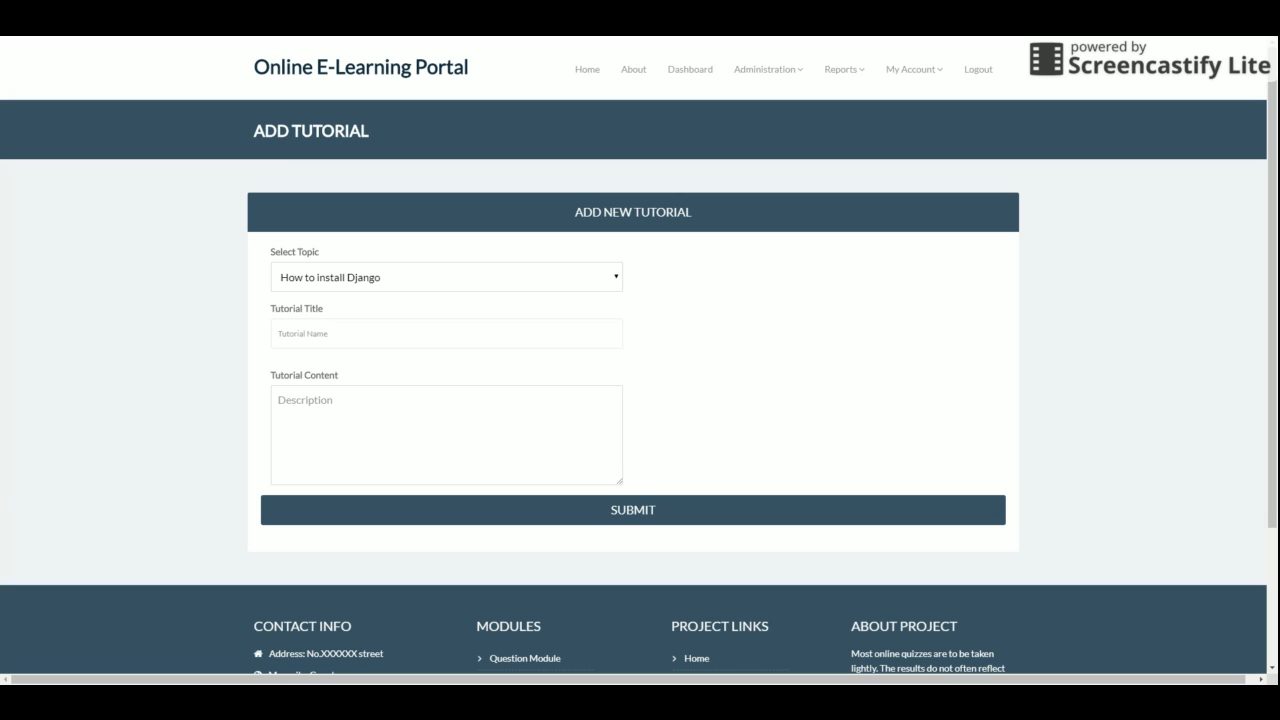 Online E-Learning Portal
Home About Dashboard Administration Reports My Account Logout
powered by
Screencastify Lite
ADD TUTORIAL
ADD NEW TUTORIAL
Select Topic
How to install Django
Tutorial Title
Tutorial Name
Tutorial Content
Description
SUBMIT
CONTACT INFO
MODULES
PROJECT LINKS
ABOUT PROJECT
Address: No.XXXXXX street
Question Module
Home
Most online quizzes are to be taken
lightly. The results do not often reflect